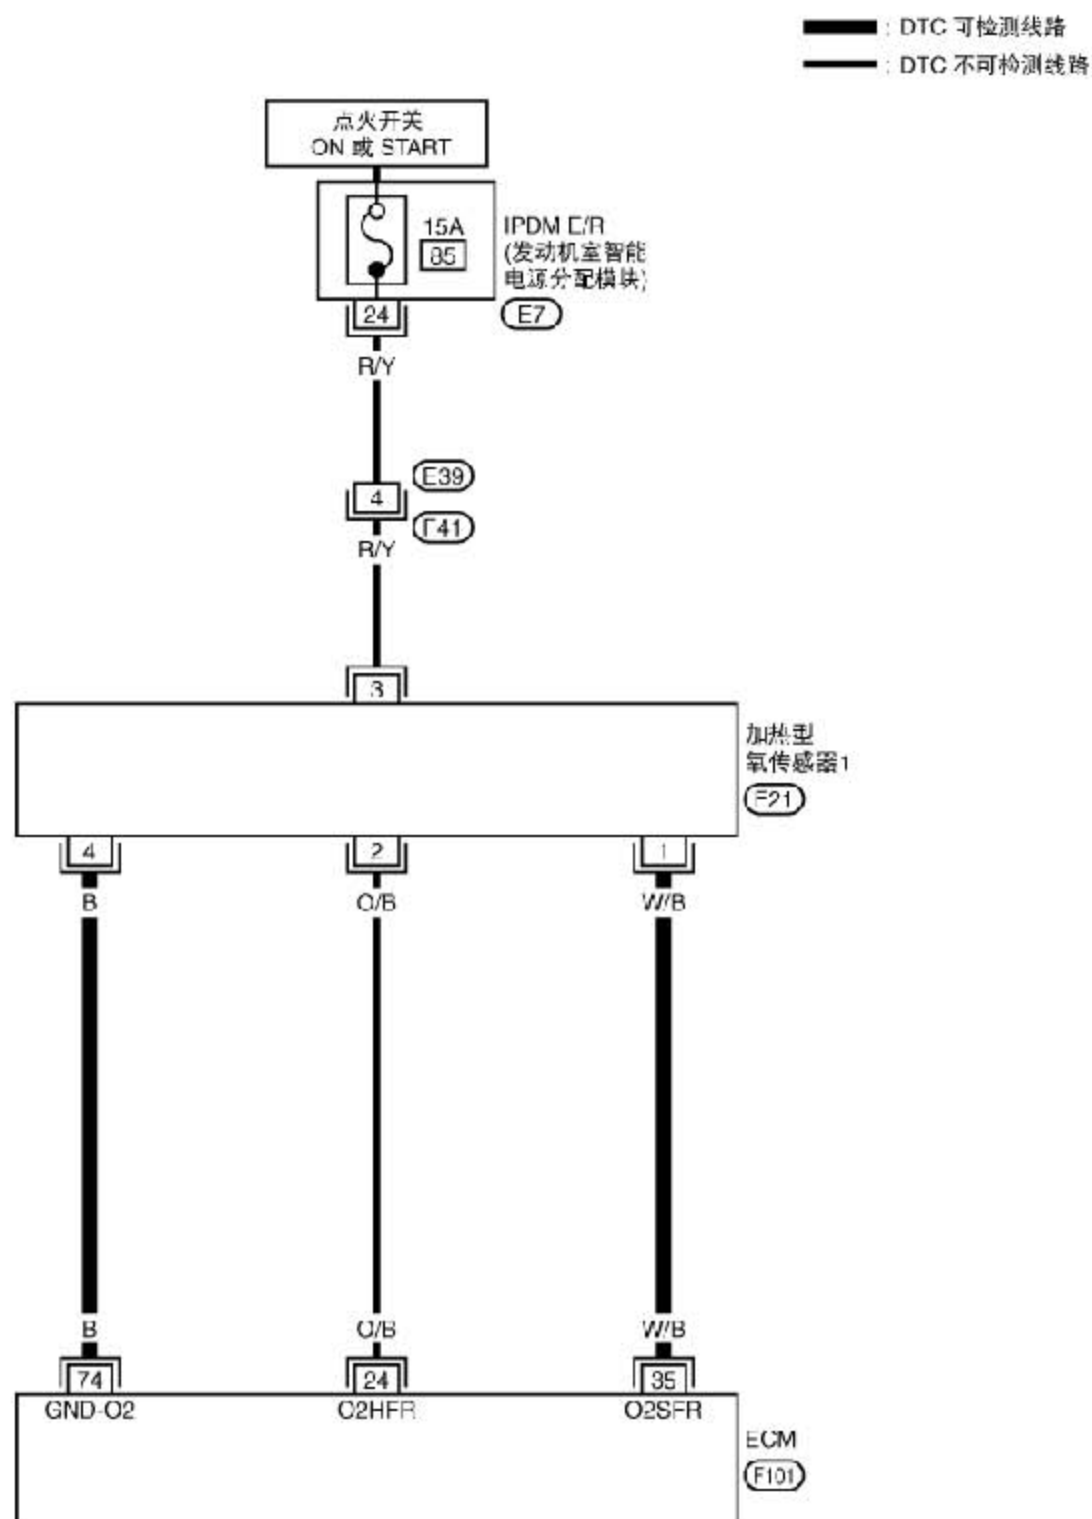 : DTC 可检测线路
: DTC 不可检测线路
点火开关
ON 或 START
15A
85
IPDM E/R
(发动机室智能
电源分配模块)
E7
24
R/Y
E39
4
F41
R/Y
3
加热型
氧传感器1
F21
4
2
1
B
O/B
W/B
B
O/B
W/B
74
24
35
GND-O2
O2HFR
O2SFR
ECM
F101